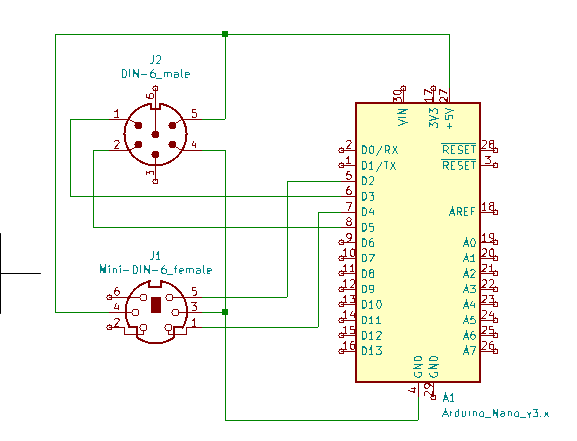 J2
DIN-6_male
6
1 5
2 4
3
J1
Mini-DIN-6_female
6 5
4 3
2 1
30 17 27
VIN 3V3 +5V
2 D0/RX RESET 28
1 D1/TX RESET 3
5 D2
6 D3
7 D4 AREF 18
8 D5
9 D6 A0 19
10 D7 A1 20
11 D8 A2 21
12 D9 A3 22
13 D10 A4 23
14 D11 A5 24
15 D12 A6 25
16 D13 A7 26
GND GND
4 29
A1
Arduino_Nano_v3.x